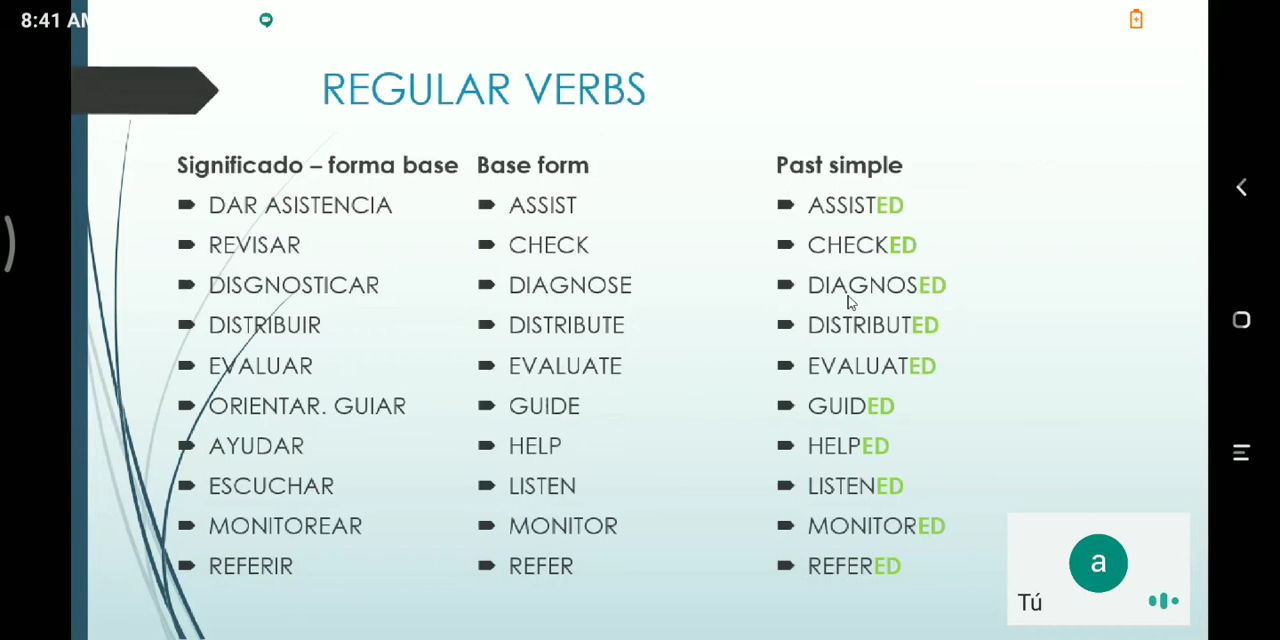 8:41 AM
REGULAR VERBS
Significado – forma base Base form Past simple
DAR ASISTENCIA ASSIST ASSISTED
REVISAR CHECK CHECKED
DISGNOSTICAR DIAGNOSE DIAGNOSED
DISTRIBUIR DISTRIBUTE DISTRIBUTED
EVALUAR EVALUATE EVALUATED
ORIENTAR. GUIAR GUIDE GUIDED
AYUDAR HELP HELPED
ESCUCHAR LISTEN LISTENED
MONITOREAR MONITOR MONITORED
REFERIR REFER REFERED
a
Tú